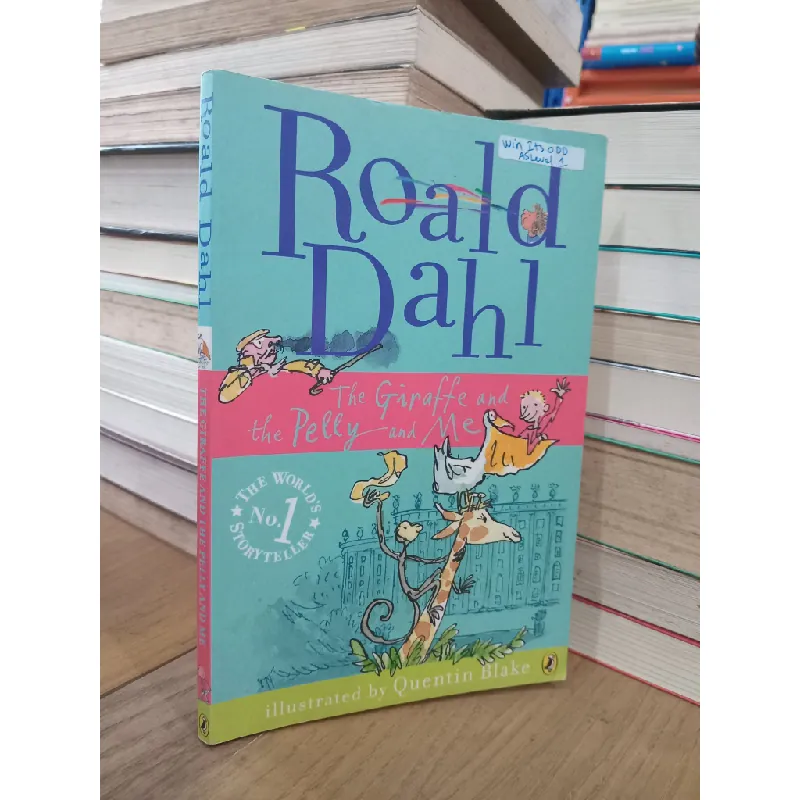 Roald
Dahl
The Giraffe and
the Pelly and Me
THE WORLD'S
No.1
STORYTELLER
illustrated by Quentin Blake
Roald Dahl
THE GIRAFFE AND THE PELLY AND ME
Win